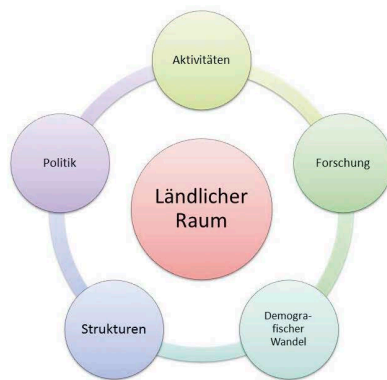 Aktivitäten
Forschung
Demogra-
fischer
Wandel
Strukturen
Politik
Ländlicher
Raum